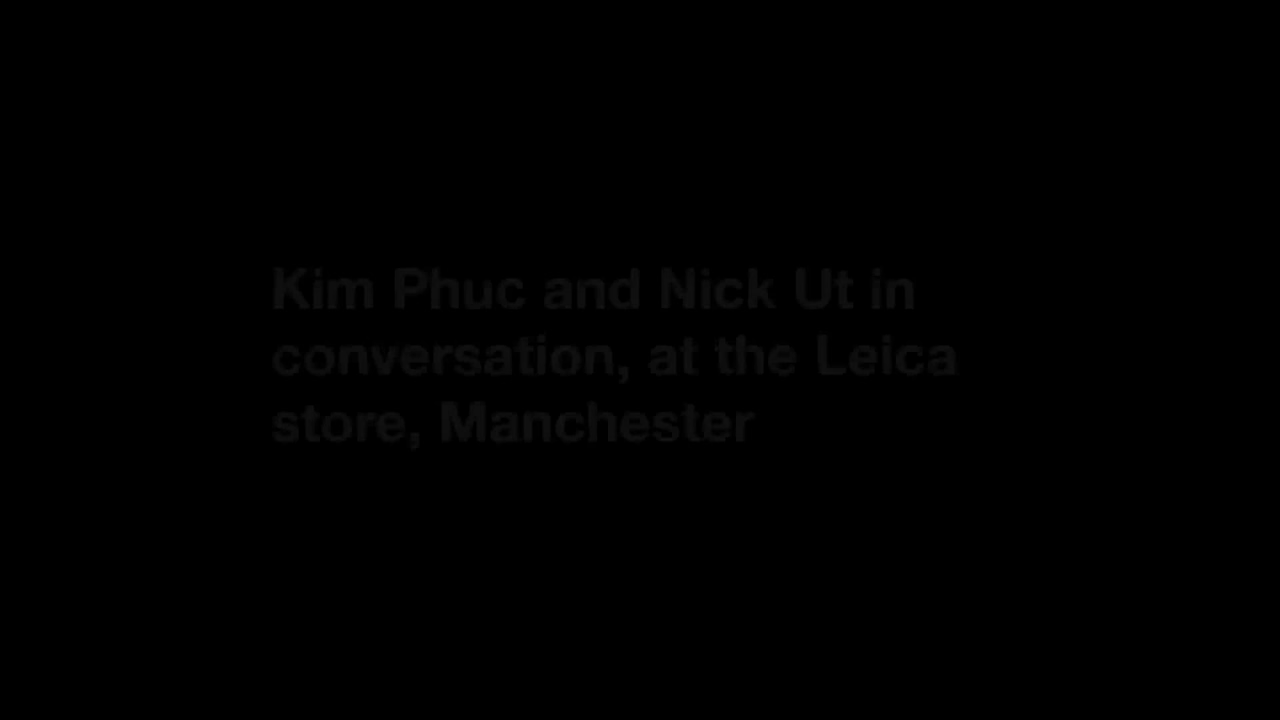 Kim Phuc and Nick Ut in
conversation, at the Leica
store, Manchester